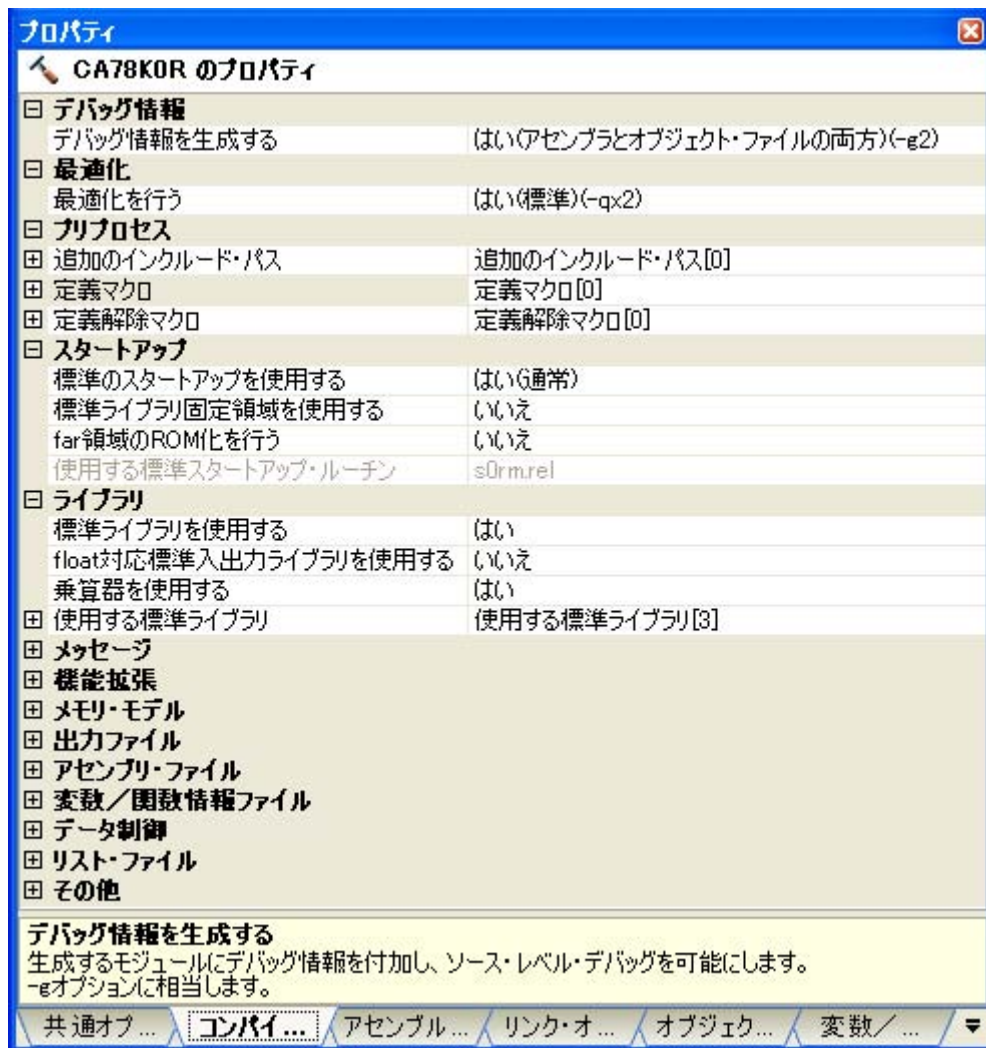 プロパティ
CA78K0R のプロパティ
デバッグ情報
デバッグ情報を生成する はい(アセンブラとオブジェクト・ファイルの両方)(-g2)
最適化
最適化を行う はい(標準)(-qx2)
プリプロセス
追加のインクルード・パス 追加のインクルード・パス[0]
定義マクロ 定義マクロ[0]
定義解除マクロ 定義解除マクロ[0]
スタートアップ
標準のスタートアップを使用する はい(通常)
標準ライブラリ固定領域を使用する いいえ
far領域のROM化を行う いいえ
使用する標準スタートアップ・ルーチン s0rm.rel
ライブラリ
標準ライブラリを使用する はい
float対応標準入出力ライブラリを使用する いいえ
乗算器を使用する はい
使用する標準ライブラリ 使用する標準ライブラリ[3]
メッセージ
機能拡張
メモリ・モデル
出力ファイル
アセンブリ・ファイル
変数／関数情報ファイル
データ制御
リスト・ファイル
その他
デバッグ情報を生成する
生成するモジュールにデバッグ情報を付加し、ソース・レベル・デバッグを可能にします。
-gオプションに相当します。
共通オプ... コンパイ... アセンブル... リンク・オ... オブジェク... 変数／...